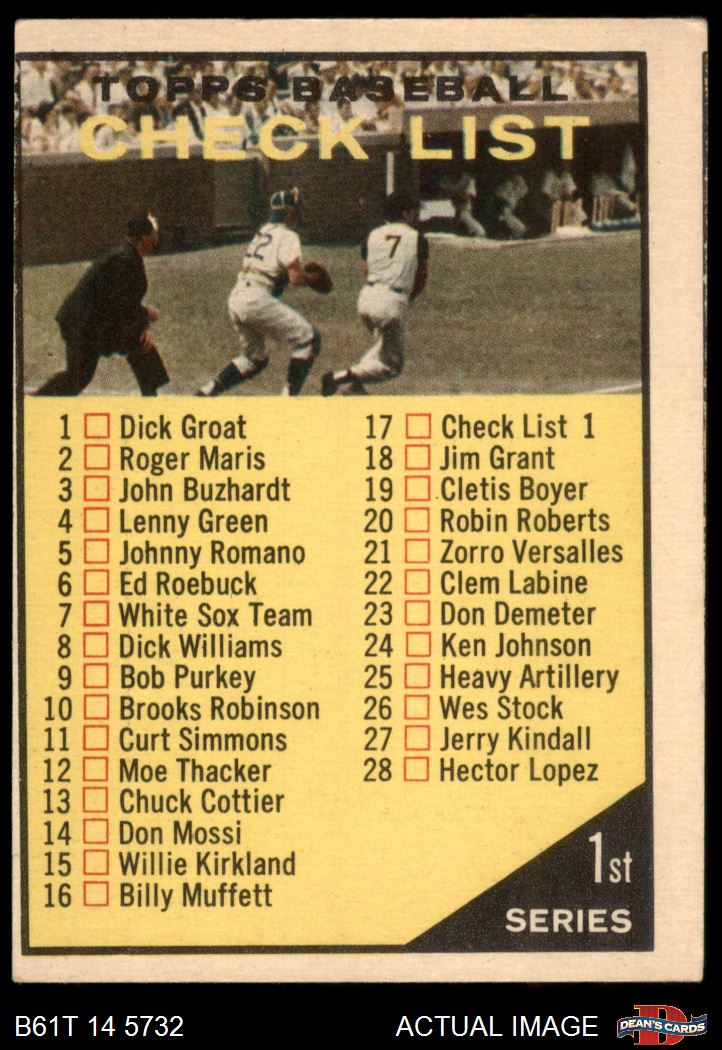 TOPPS BASEBALL
CHECK LIST
22
7
1 Dick Groat
2 Roger Maris
3 John Buzhardt
4 Lenny Green
5 Johnny Romano
6 Ed Roebuck
7 White Sox Team
8 Dick Williams
9 Bob Purkey
10 Brooks Robinson
11 Curt Simmons
12 Moe Thacker
13 Chuck Cottier
14 Don Mossi
15 Willie Kirkland
16 Billy Muffett
17 Check List 1
18 Jim Grant
19 Cletis Boyer
20 Robin Roberts
21 Zorro Versalles
22 Clem Labine
23 Don Demeter
24 Ken Johnson
25 Heavy Artillery
26 Wes Stock
27 Jerry Kindall
28 Hector Lopez
1st
SERIES
B61T 14 5732
ACTUAL IMAGE
D
DEAN'S CARDS